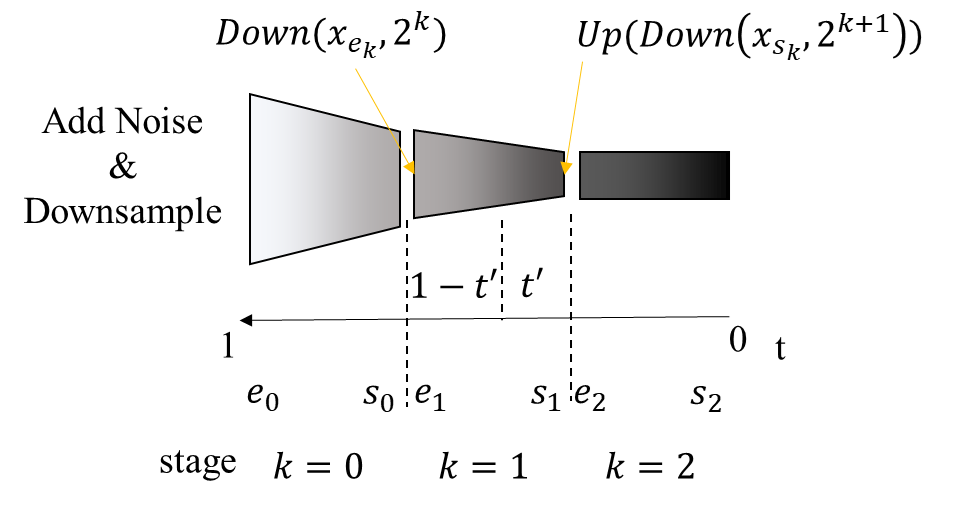 Down(x_{e_k}, 2^k)
Up(Down(x_{s_k}, 2^{k+1}))
Add Noise
&
Downsample
1 − t′ t′
1 0 t
e_0 s_0 e_1 s_1 e_2 s_2
stage k = 0 k = 1 k = 2